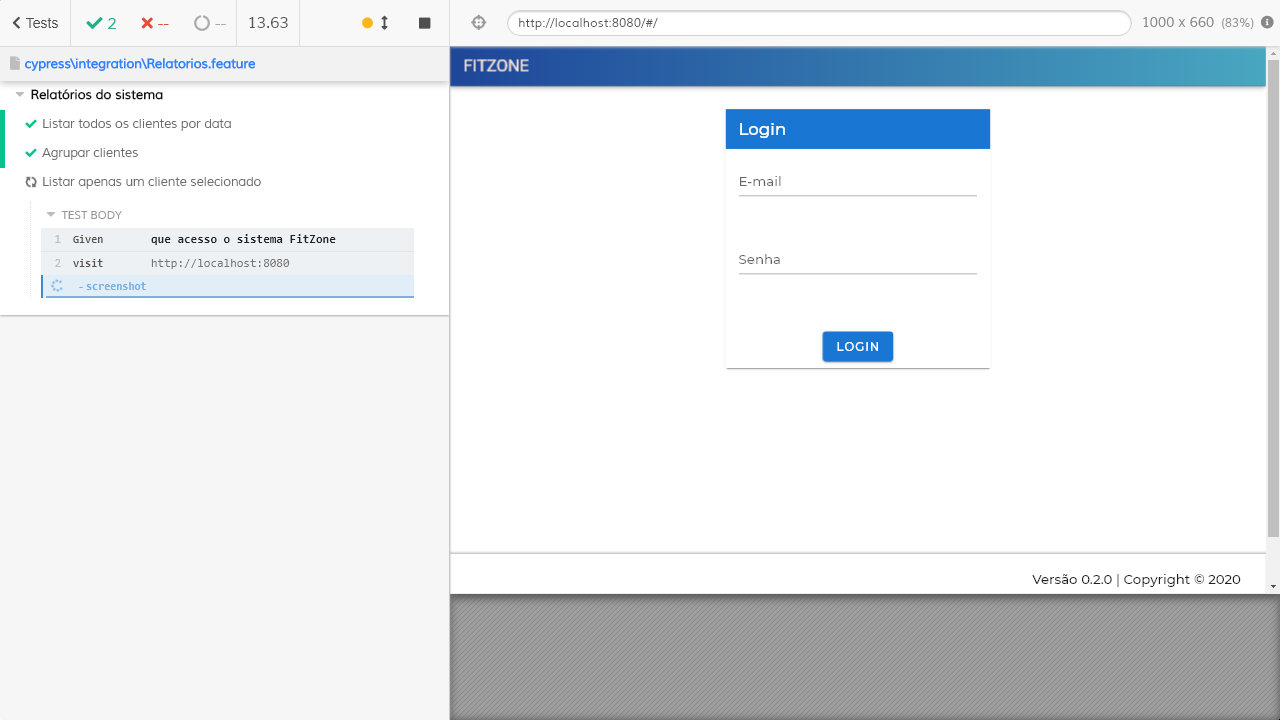 Tests 2 -- -- 13.63
http://localhost:8080/#/ 1000 x 660 (83%)
cypress\integration\Relatorios.feature
Relatórios do sistema
Listar todos os clientes por data
Agrupar clientes
Listar apenas um cliente selecionado
TEST BODY
1 Given que acesso o sistema FitZone
2 visit http://localhost:8080
-screenshot
FITZONE
Login
E-mail
Senha
LOGIN
Versão 0.2.0 | Copyright © 2020